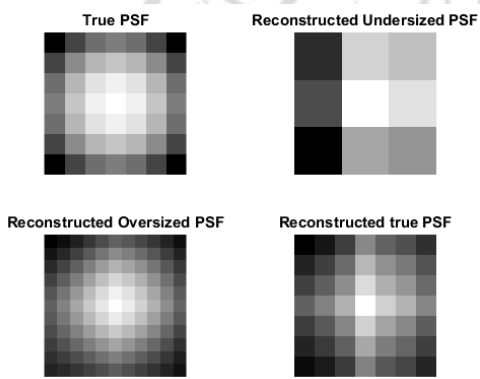 True PSF
Reconstructed Undersized PSF
Reconstructed Oversized PSF
Reconstructed true PSF